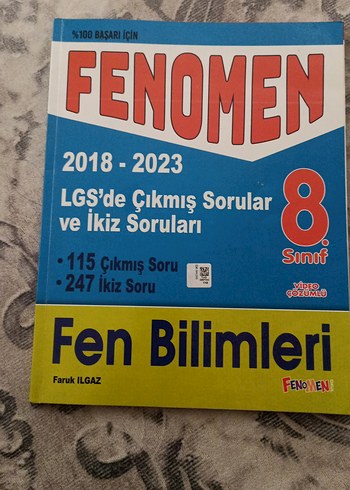 %100 BAŞARI İÇİN
FENOMEN
2018 - 2023
LGS'de Çıkmış Sorular
ve İkiz Soruları
8.
Sınıf
• 115 Çıkmış Soru
• 247 İkiz Soru
VİDEO
ÇÖZÜMLÜ
Fen Bilimleri
Faruk ILGAZ
FENOMEN